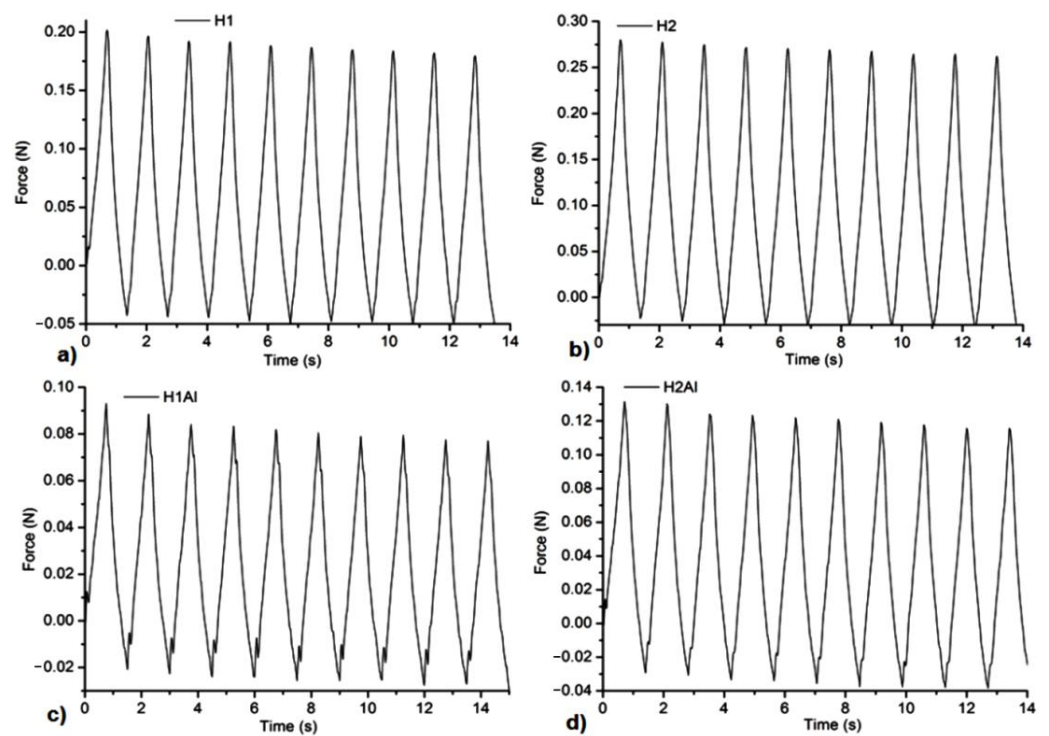 H1
0.20
0.15
0.10
0.05
0.00
−0.05
Force (N)
0 2 4 6 8 10 12 14
Time (s)
a)
H2
0.30
0.25
0.20
0.15
0.10
0.05
0.00
Force (N)
0 2 4 6 8 10 12 14
Time (s)
b)
H1Al
0.10
0.08
0.06
0.04
0.02
0.00
−0.02
Force (N)
0 2 4 6 8 10 12 14
Time (s)
c)
H2Al
0.14
0.12
0.10
0.08
0.06
0.04
0.02
0.00
−0.02
−0.04
Force (N)
0 2 4 6 8 10 12 14
Time (s)
d)